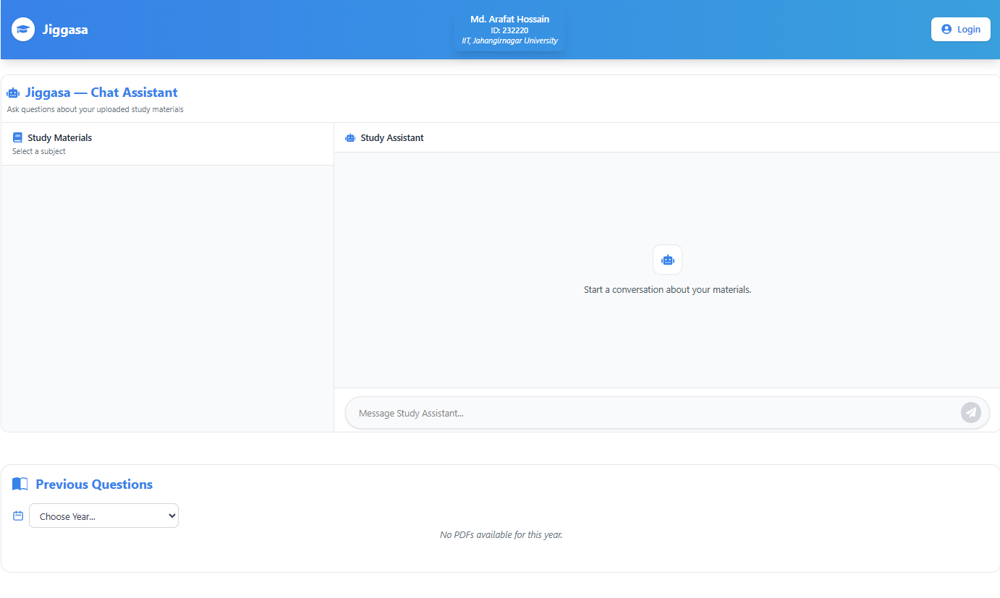 Jiggasa
Md. Arafat Hossain
ID: 232220
IIT, Jahangirnagar University
Login
Jiggasa — Chat Assistant
Ask questions about your uploaded study materials
Study Materials
Select a subject
Study Assistant
Start a conversation about your materials.
Message Study Assistant...
Previous Questions
Choose Year...
No PDFs available for this year.